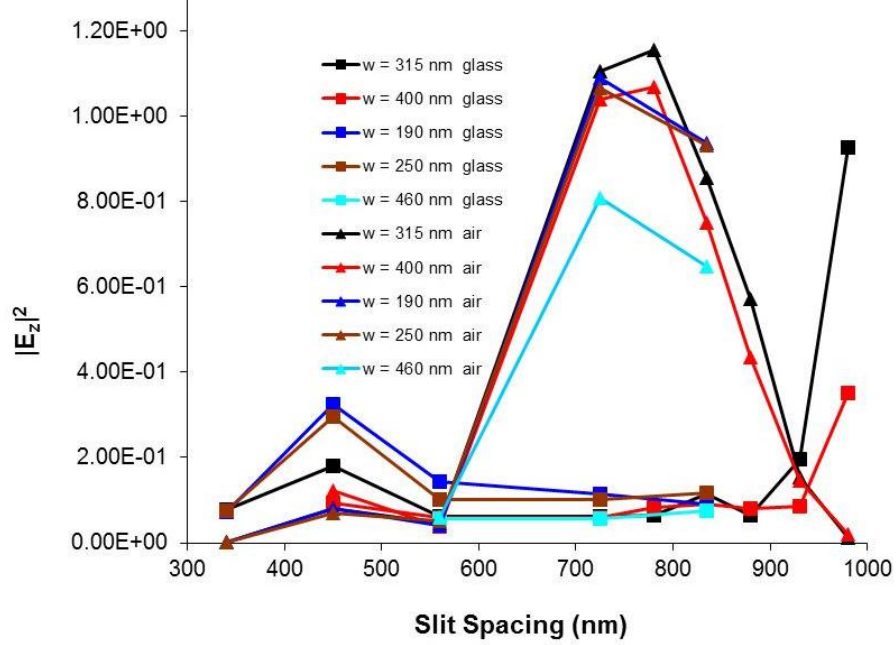 1.20E+00
1.00E+00
8.00E-01
6.00E-01
4.00E-01
2.00E-01
0.00E+00
|E_z|²
w = 315 nm glass
w = 400 nm glass
w = 190 nm glass
w = 250 nm glass
w = 460 nm glass
w = 315 nm air
w = 400 nm air
w = 190 nm air
w = 250 nm air
w = 460 nm air
300 400 500 600 700 800 900 1000
Slit Spacing (nm)